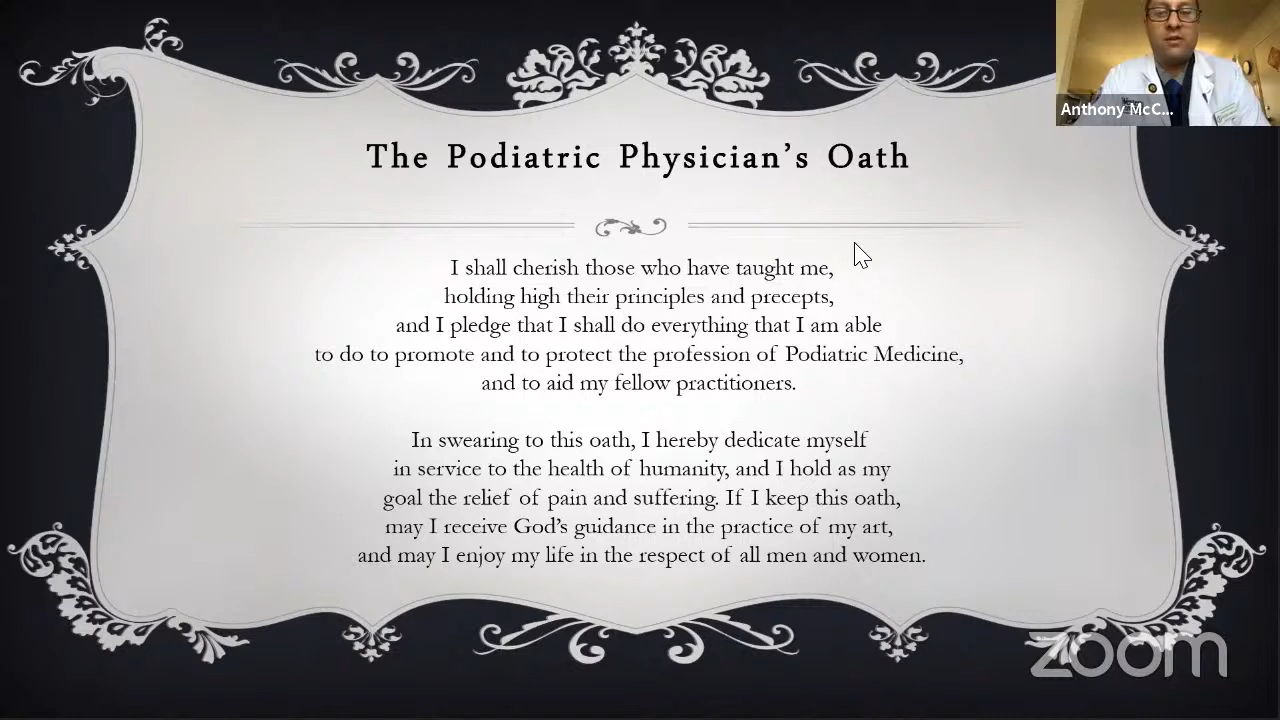 Anthony McC...
The Podiatric Physician's Oath
I shall cherish those who have taught me,
holding high their principles and precepts,
and I pledge that I shall do everything that I am able
to do to promote and to protect the profession of Podiatric Medicine,
and to aid my fellow practitioners.
In swearing to this oath, I hereby dedicate myself
in service to the health of humanity, and I hold as my
goal the relief of pain and suffering. If I keep this oath,
may I receive God's guidance in the practice of my art,
and may I enjoy my life in the respect of all men and women.
zoom